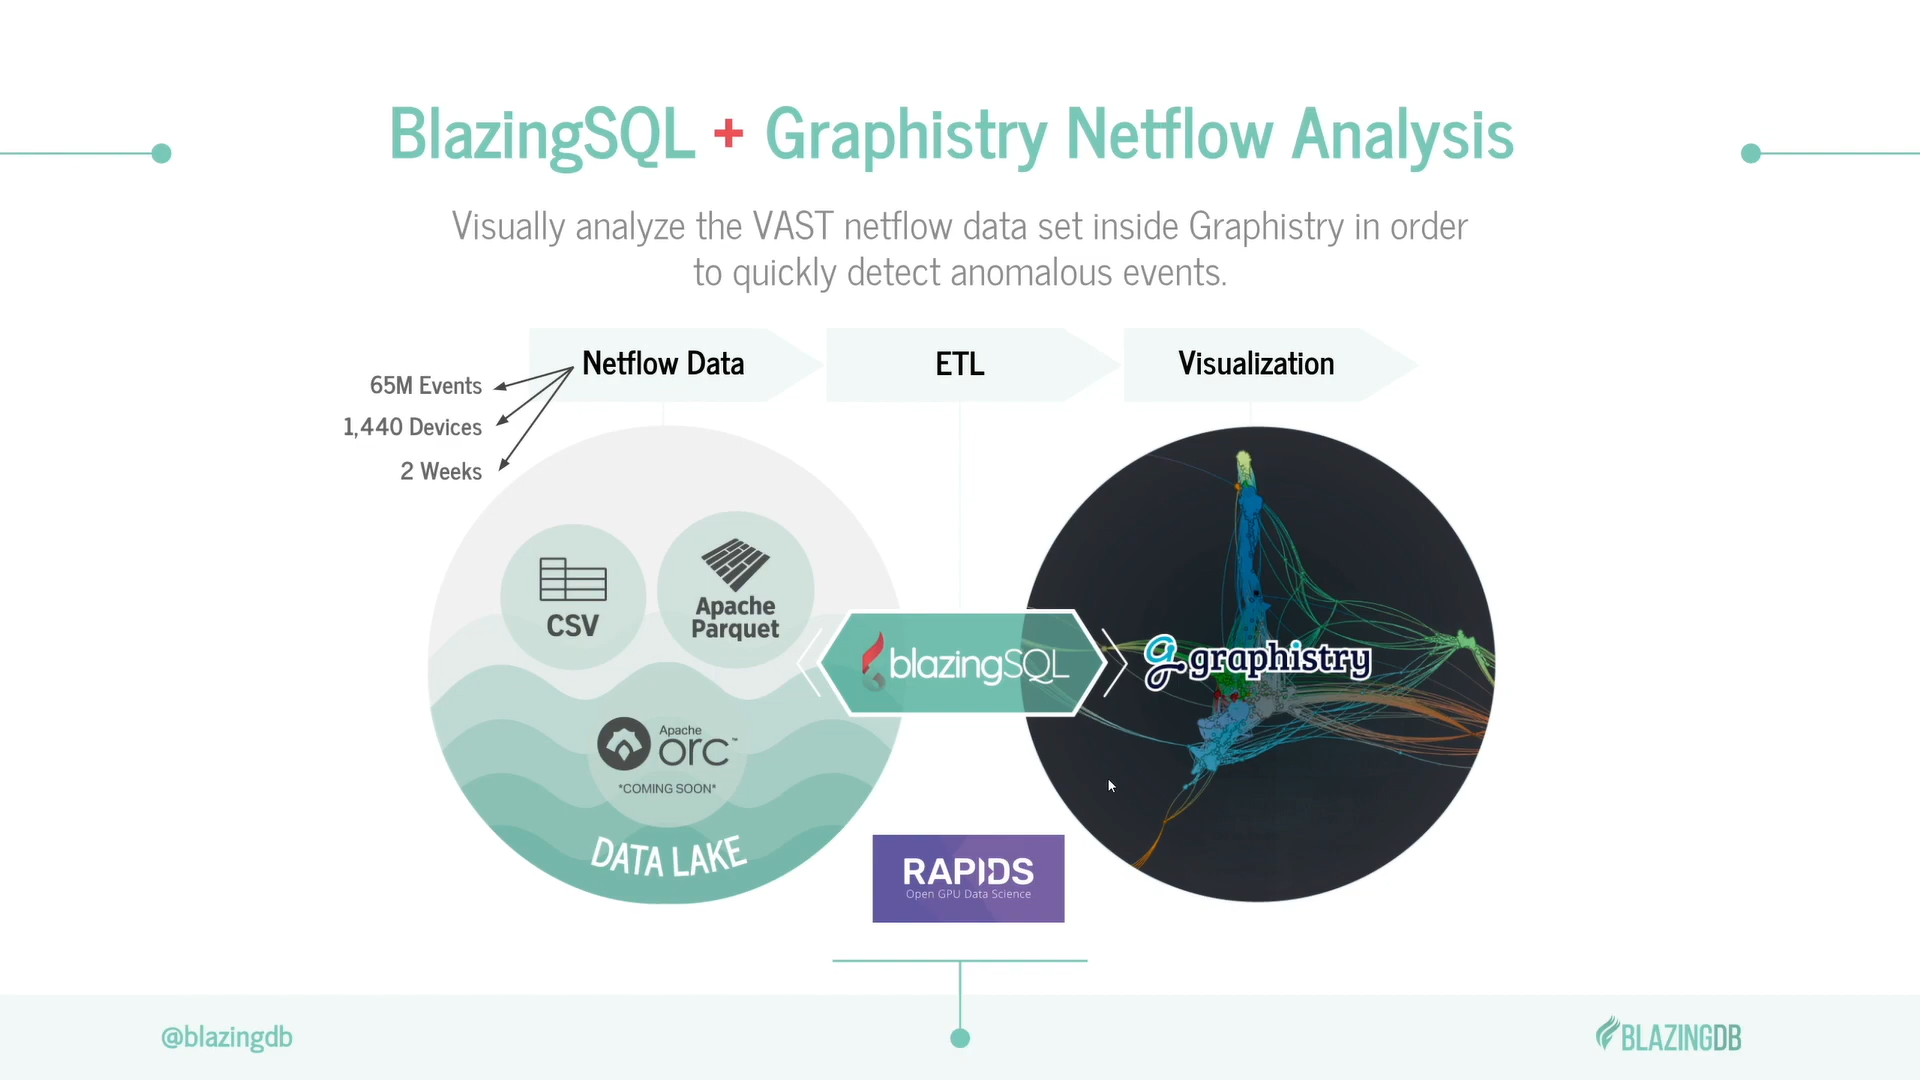 BlazingSQL + Graphistry Netflow Analysis
Visually analyze the VAST netflow data set inside Graphistry in order
to quickly detect anomalous events.
Netflow Data
ETL
Visualization
65M Events
1,440 Devices
2 Weeks
CSV
Apache
Parquet
blazingSQL
graphistry
Apache
orc™
*COMING SOON*
DATA LAKE
RAPIDS
Open GPU Data Science
@blazingdb
BLAZINGDB